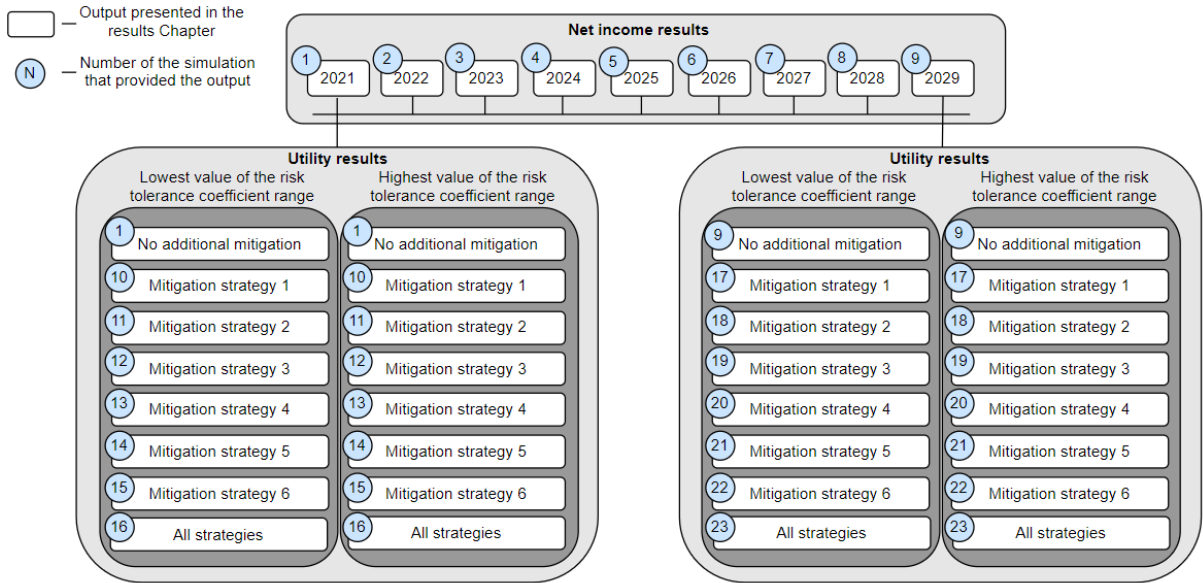 Output presented in the
results Chapter
N
Number of the simulation
that provided the output
Net income results
1
2021
2
2022
3
2023
4
2024
5
2025
6
2026
7
2027
8
2028
9
2029
Utility results
Lowest value of the risk
tolerance coefficient range
1
No additional mitigation
10
Mitigation strategy 1
11
Mitigation strategy 2
12
Mitigation strategy 3
13
Mitigation strategy 4
14
Mitigation strategy 5
15
Mitigation strategy 6
16
All strategies
Highest value of the risk
tolerance coefficient range
1
No additional mitigation
10
Mitigation strategy 1
11
Mitigation strategy 2
12
Mitigation strategy 3
13
Mitigation strategy 4
14
Mitigation strategy 5
15
Mitigation strategy 6
16
All strategies
Utility results
Lowest value of the risk
tolerance coefficient range
9
No additional mitigation
17
Mitigation strategy 1
18
Mitigation strategy 2
19
Mitigation strategy 3
20
Mitigation strategy 4
21
Mitigation strategy 5
22
Mitigation strategy 6
23
All strategies
Highest value of the risk
tolerance coefficient range
9
No additional mitigation
17
Mitigation strategy 1
18
Mitigation strategy 2
19
Mitigation strategy 3
20
Mitigation strategy 4
21
Mitigation strategy 5
22
Mitigation strategy 6
23
All strategies